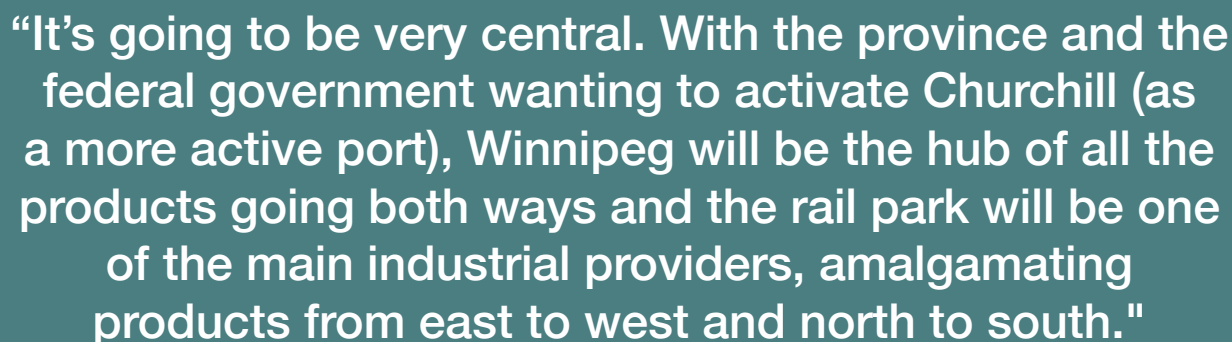 “It’s going to be very central. With the province and the
federal government wanting to activate Churchill (as
a more active port), Winnipeg will be the hub of all the
products going both ways and the rail park will be one
of the main industrial providers, amalgamating
products from east to west and north to south."